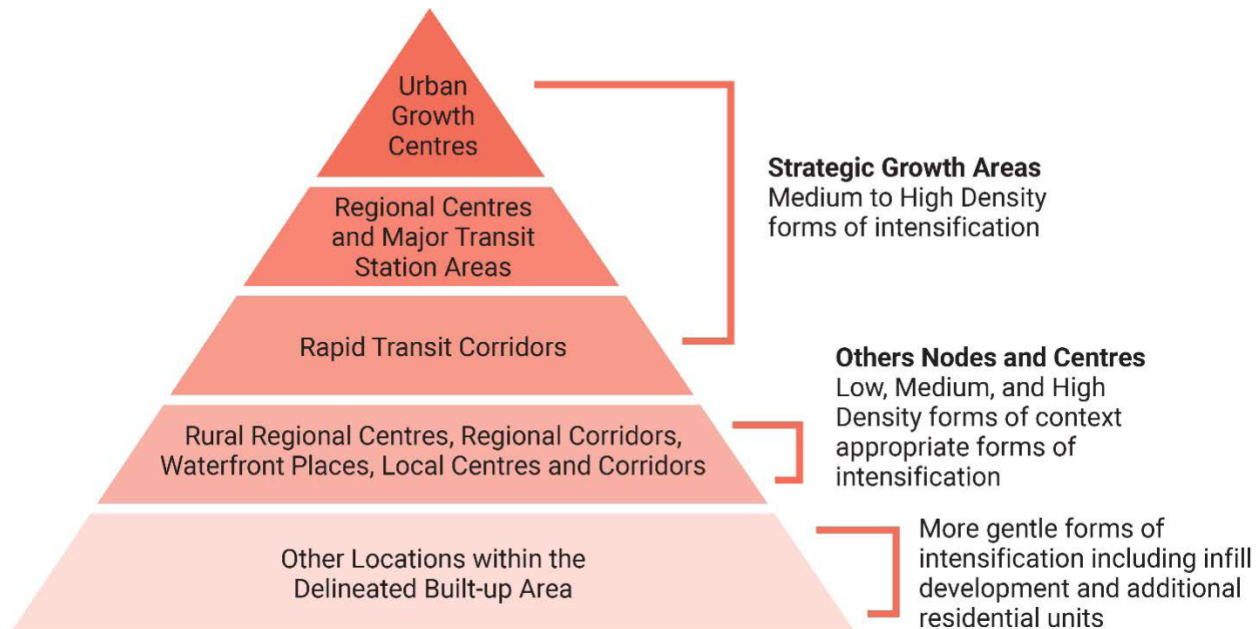 Urban
Growth
Centres
Regional Centres
and Major Transit
Station Areas
Rapid Transit Corridors
Rural Regional Centres, Regional Corridors,
Waterfront Places, Local Centres and Corridors
Other Locations within the
Delineated Built-up Area
Strategic Growth Areas
Medium to High Density
forms of intensification
Others Nodes and Centres
Low, Medium, and High
Density forms of context
appropriate forms of
intensification
More gentle forms of
intensification including infill
development and additional
residential units